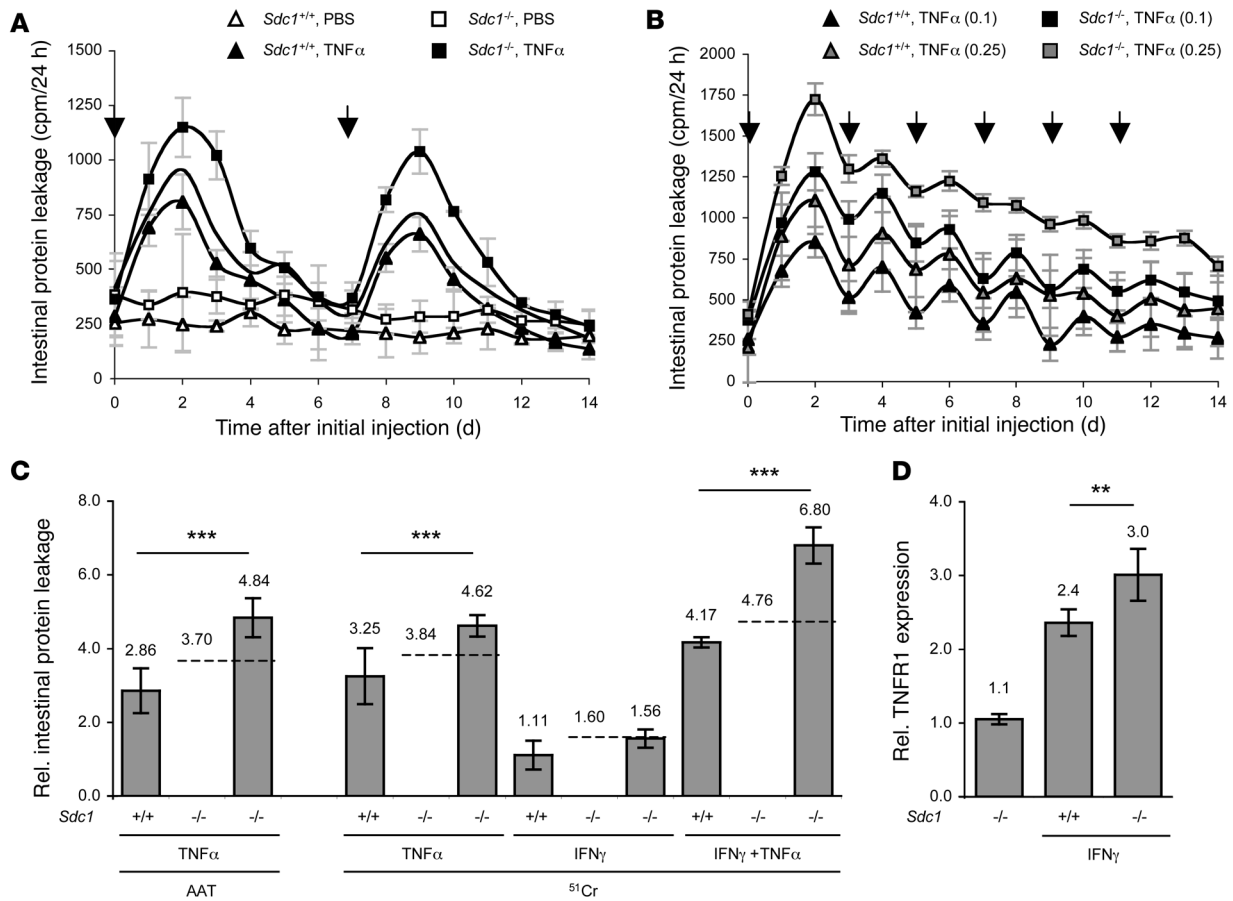 A
Sdc1+/+, PBS
Sdc1-/-, PBS
Sdc1+/+, TNFα
Sdc1-/-, TNFα
Intestinal protein leakage (cpm/24 h)
1500
1250
1000
750
500
250
0
0 2 4 6 8 10 12 14
Time after initial injection (d)
B
Sdc1+/+, TNFα (0.1)
Sdc1-/-, TNFα (0.1)
Sdc1+/+, TNFα (0.25)
Sdc1-/-, TNFα (0.25)
Intestinal protein leakage (cpm/24 h)
2000
1750
1500
1250
1000
750
500
250
0
0 2 4 6 8 10 12 14
Time after initial injection (d)
C
Rel. intestinal protein leakage
8.0
6.0
4.0
2.0
0.0
*** *** ***
2.86 3.70 4.84 3.25 3.84 4.62 1.11 1.60 1.56 4.17 4.76 6.80
Sdc1 +/+ -/- -/- +/+ -/- -/- +/+ -/- -/- +/+ -/- -/-
TNFα TNFα IFNγ IFNγ +TNFα
AAT 51Cr
D
Rel. TNFR1 expression
4.0
3.0
2.0
1.0
0.0
**
1.1 2.4 3.0
Sdc1 -/- +/+ -/-
IFNγ